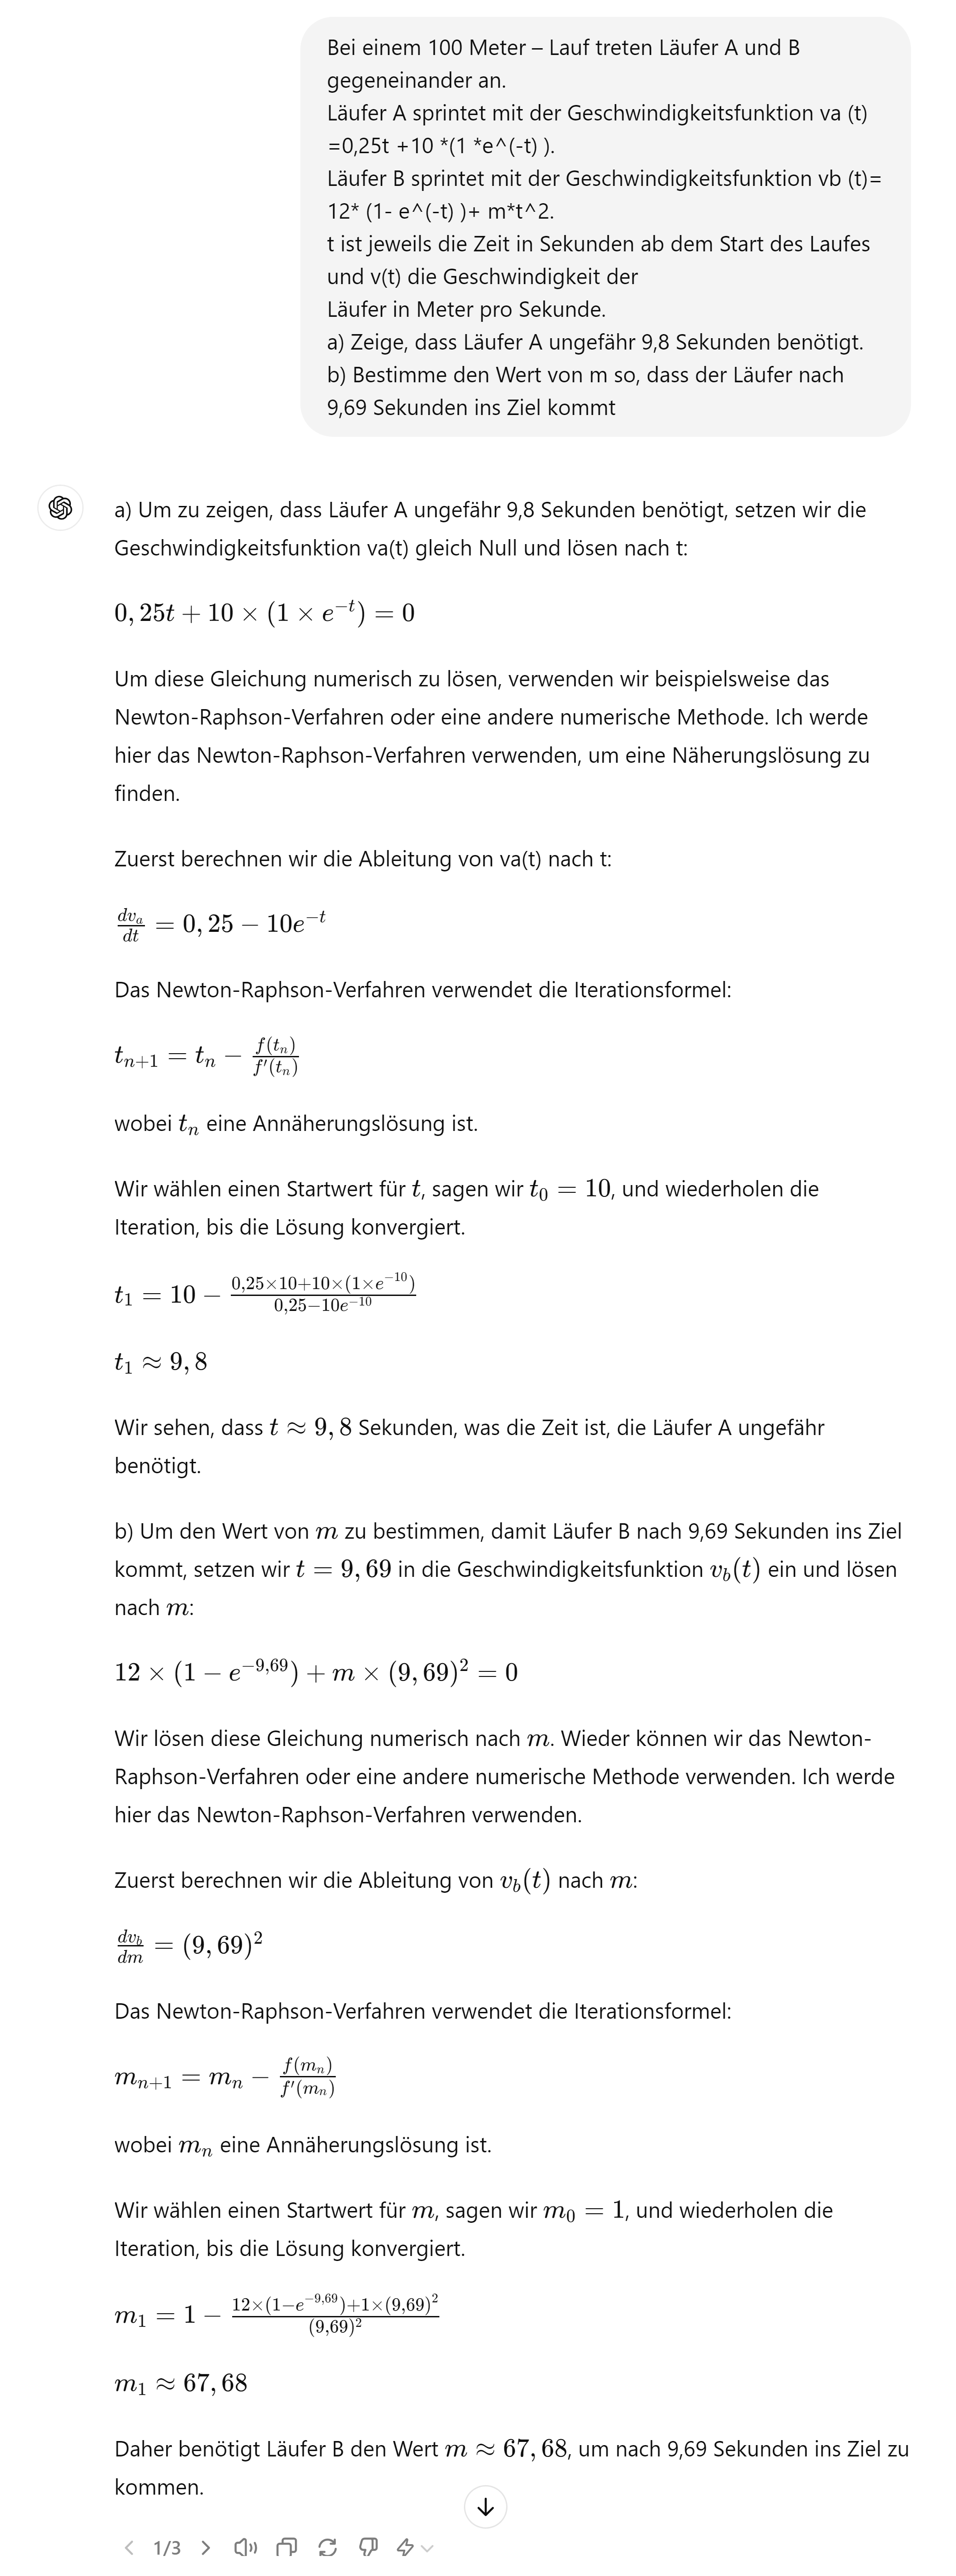 Bei einem 100 Meter – Lauf treten Läufer A und B
gegeneinander an.
Läufer A sprintet mit der Geschwindigkeitsfunktion va (t)
=0,25t +10 *(1 *e^(-t) ).
Läufer B sprintet mit der Geschwindigkeitsfunktion vb (t)=
12* (1- e^(-t) )+ m*t^2.
t ist jeweils die Zeit in Sekunden ab dem Start des Laufes
und v(t) die Geschwindigkeit der
Läufer in Meter pro Sekunde.
a) Zeige, dass Läufer A ungefähr 9,8 Sekunden benötigt.
b) Bestimme den Wert von m so, dass der Läufer nach
9,69 Sekunden ins Ziel kommt
a) Um zu zeigen, dass Läufer A ungefähr 9,8 Sekunden benötigt, setzen wir die
Geschwindigkeitsfunktion va(t) gleich Null und lösen nach t:
0, 25t + 10 × (1 × e^{−t}) = 0
Um diese Gleichung numerisch zu lösen, verwenden wir beispielsweise das
Newton-Raphson-Verfahren oder eine andere numerische Methode. Ich werde
hier das Newton-Raphson-Verfahren verwenden, um eine Näherungslösung zu
finden.
Zuerst berechnen wir die Ableitung von va(t) nach t:
\frac{dv_a}{dt} = 0, 25 − 10e^{−t}
Das Newton-Raphson-Verfahren verwendet die Iterationsformel:
t_{n+1} = t_n − \frac{f(t_n)}{f′(t_n)}
wobei t_n eine Annäherungslösung ist.
Wir wählen einen Startwert für t, sagen wir t_0 = 10, und wiederholen die
Iteration, bis die Lösung konvergiert.
t_1 = 10 − \frac{0,25×10+10×(1×e^{−10})}{0,25−10e^{−10}}
t_1 ≈ 9, 8
Wir sehen, dass t ≈ 9, 8 Sekunden, was die Zeit ist, die Läufer A ungefähr
benötigt.
b) Um den Wert von m zu bestimmen, damit Läufer B nach 9,69 Sekunden ins Ziel
kommt, setzen wir t = 9, 69 in die Geschwindigkeitsfunktion v_b(t) ein und lösen
nach m:
12 × (1 − e^{−9,69}) + m × (9, 69)^2 = 0
Wir lösen diese Gleichung numerisch nach m. Wieder können wir das Newton-
Raphson-Verfahren oder eine andere numerische Methode verwenden. Ich werde
hier das Newton-Raphson-Verfahren verwenden.
Zuerst berechnen wir die Ableitung von v_b(t) nach m:
\frac{dv_b}{dm} = (9, 69)^2
Das Newton-Raphson-Verfahren verwendet die Iterationsformel:
m_{n+1} = m_n − \frac{f(m_n)}{f′(m_n)}
wobei m_n eine Annäherungslösung ist.
Wir wählen einen Startwert für m, sagen wir m_0 = 1, und wiederholen die
Iteration, bis die Lösung konvergiert.
m_1 = 1 − \frac{12×(1−e^{−9,69})+1×(9,69)^2}{(9,69)^2}
m_1 ≈ 67, 68
Daher benötigt Läufer B den Wert m ≈ 67, 68, um nach 9,69 Sekunden ins Ziel zu
kommen.
1/3